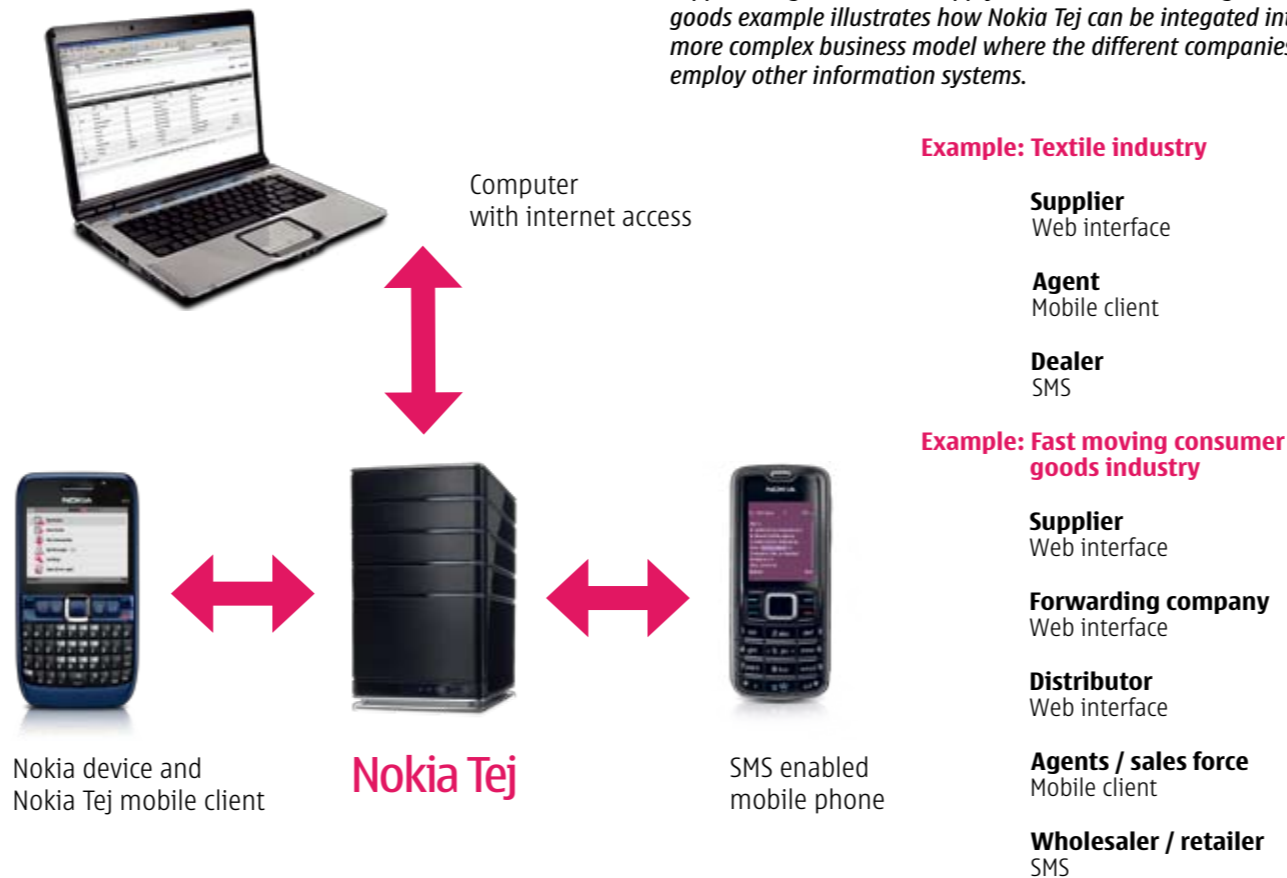 goods example illustrates how Nokia Tej can be integated
more complex business model where the different companies
employ other information systems.
Example: Textile industry
Supplier
Web interface
Agent
Mobile client
Dealer
SMS
Example: Fast moving consumer
goods industry
Supplier
Web interface
Forwarding company
Web interface
Distributor
Web interface
Agents / sales force
Mobile client
Wholesaler / retailer
SMS
Computer
with internet access
NOKIA
NOKIA
Nokia device and
Nokia Tej mobile client
Nokia Tej
SMS enabled
mobile phone